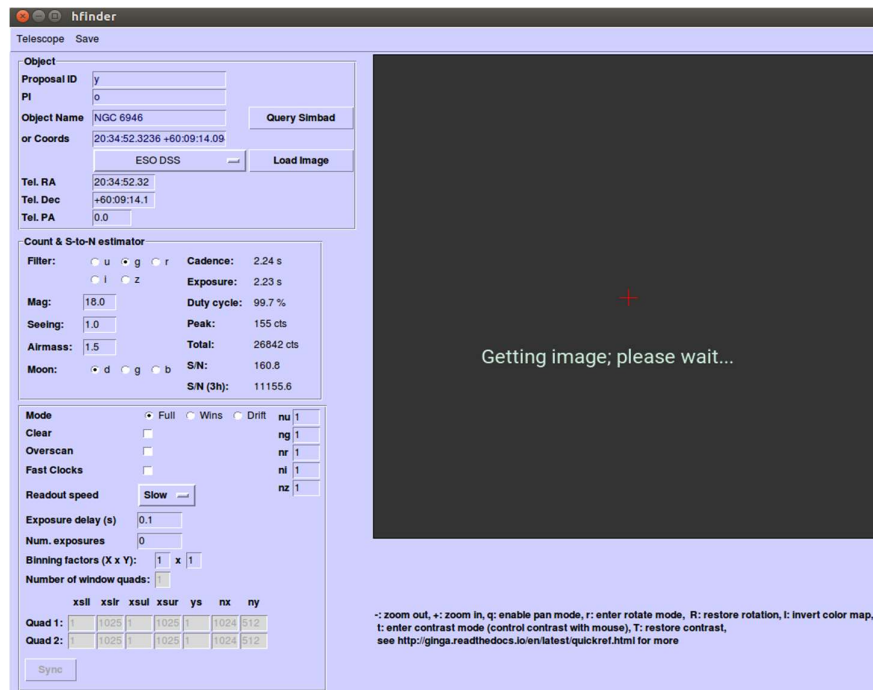 hfinder
Telescope Save
Object
Proposal ID y
PI o
Object Name NGC 6946 Query Simbad
or Coords 20:34:52.3236 +60:09:14.09
ESO DSS Load Image
Tel. RA 20:34:52.32
Tel. Dec +60:09:14.1
Tel. PA 0.0
Count & S-to-N estimator
Filter: u g r Cadence: 2.24 s
i z Exposure: 2.23 s
Mag: 18.0 Duty cycle: 99.7 %
Seeing: 1.0 Peak: 155 cts
Airmass: 1.5 Total: 26842 cts
Moon: d g b S/N: 160.8
S/N (3h): 11155.6
Mode Full Wins Drift nu 1
Clear ng 1
Overscan nr 1
Fast Clocks ni 1
Readout speed Slow nz 1
Exposure delay (s) 0.1
Num. exposures 0
Binning factors (X x Y): 1 x 1
Number of window quads: 1
xsll xslr xsul xsur ys nx ny
Quad 1: 1 1025 1 1025 1 1024 512
Quad 2: 1 1025 1 1025 1 1024 512
Sync
Getting image; please wait...
-: zoom out, +: zoom in, q: enable pan mode, r: enter rotate mode, R: restore rotation, I: invert color map,
t: enter contrast mode (control contrast with mouse), T: restore contrast,
see http://ginga.readthedocs.io/en/latest/quickref.html for more